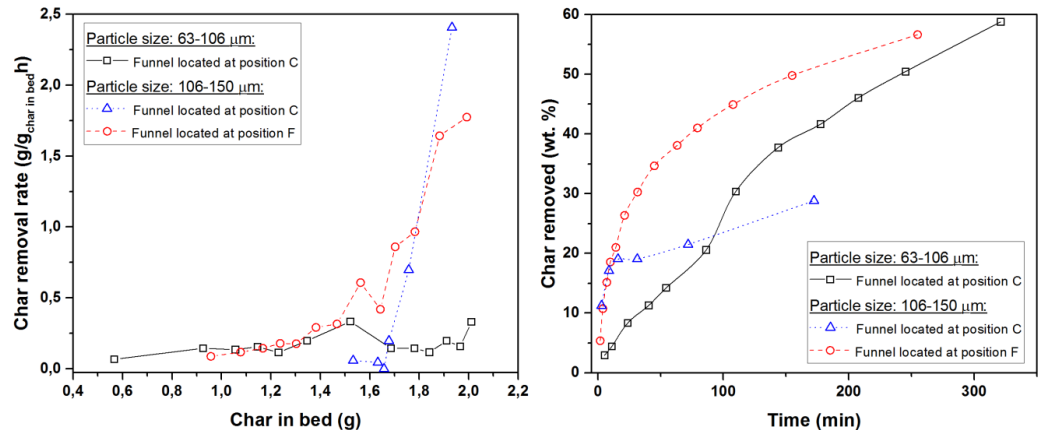 Particle size: 63-106 μm:
Funnel located at position C
Particle size: 106-150 μm:
Funnel located at position C
Funnel located at position F
Char removal rate (g/g char in bed h)
2,5
2,0
1,5
1,0
0,5
0,0
0,4 0,6 0,8 1,0 1,2 1,4 1,6 1,8 2,0 2,2
Char in bed (g)
Char removed (wt. %)
60
50
40
30
20
10
0
Particle size: 63-106 μm:
Funnel located at position C
Particle size: 106-150 μm:
Funnel located at position C
Funnel located at position F
0 100 200 300
Time (min)